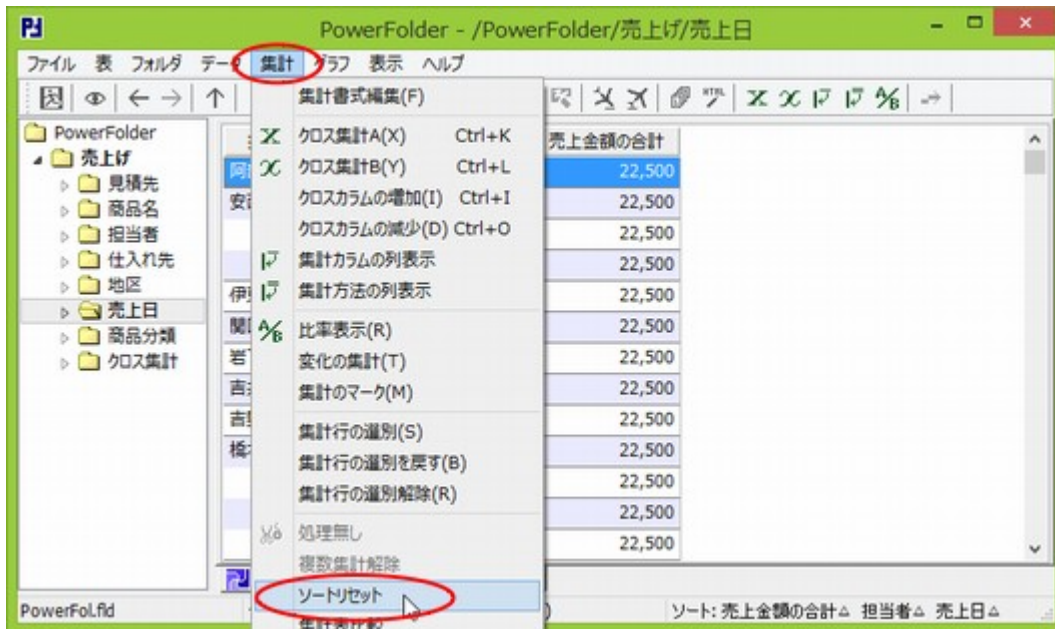 PowerFolder - /PowerFolder/売上げ/売上日
ファイル 表 フォルダ データ 集計 グラフ 表示 ヘルプ
PowerFolder
売上げ
見積先
商品名
担当者
仕入れ先
地区
売上日
商品分類
クロス集計
集計書式編集(F)
クロス集計A(X) Ctrl+K
クロス集計B(Y) Ctrl+L
クロスカラムの増加(I) Ctrl+I
クロスカラムの減少(D) Ctrl+O
集計カラムの列表示
集計方法の列表示
比率表示(R)
変化の集計(T)
集計のマーク(M)
集計行の選別(S)
集計行の選別を戻す(B)
集計行の選別解除(R)
処理無し
複数集計解除
ソートリセット
売上金額の合計
22,500
22,500
22,500
22,500
22,500
22,500
22,500
22,500
22,500
22,500
22,500
22,500
22,500
PowerFol.fld
ソート: 売上金額の合計△ 担当者△ 売上日△